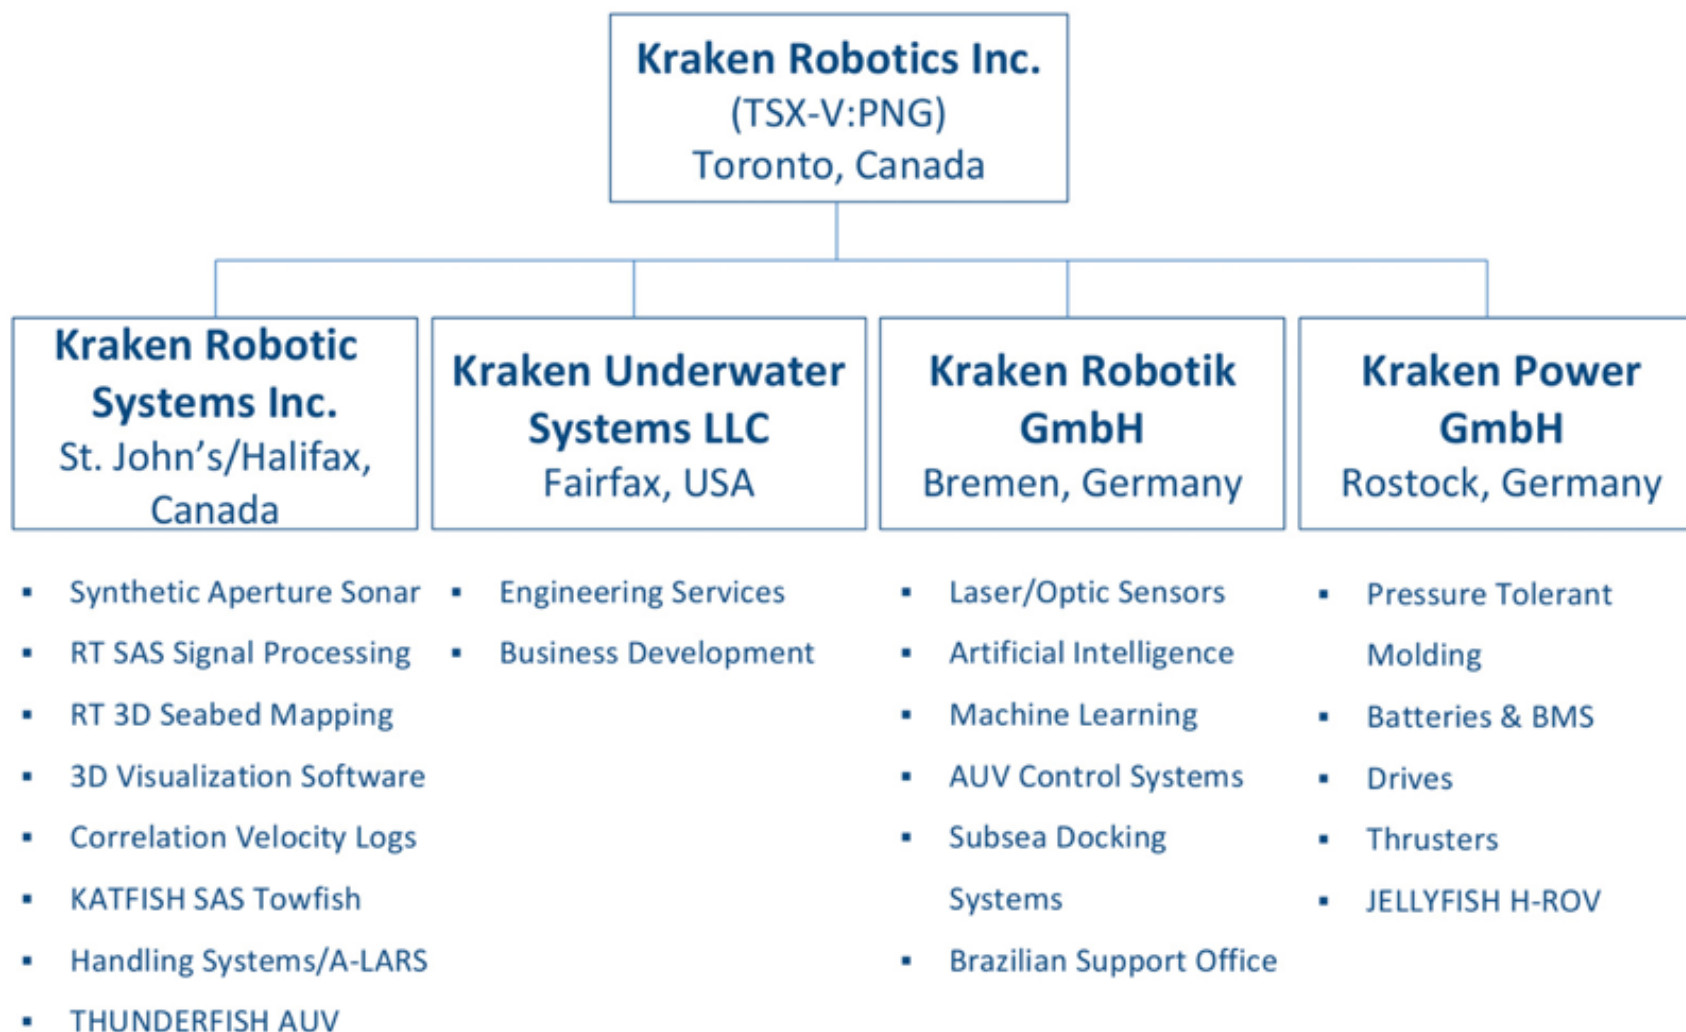 Kraken Robotics Inc.
(TSX-V:PNG)
Toronto, Canada
Kraken Robotic
Systems Inc.
St. John’s/Halifax,
Canada
Kraken Underwater
Systems LLC
Fairfax, USA
Kraken Robotik
GmbH
Bremen, Germany
Kraken Power
GmbH
Rostock, Germany
▪ Synthetic Aperture Sonar
▪ RT SAS Signal Processing
▪ RT 3D Seabed Mapping
▪ 3D Visualization Software
▪ Correlation Velocity Logs
▪ KATFISH SAS Towfish
▪ Handling Systems/A-LARS
▪ THUNDERFISH AUV
▪ Engineering Services
▪ Business Development
▪ Laser/Optic Sensors
▪ Artificial Intelligence
▪ Machine Learning
▪ AUV Control Systems
▪ Subsea Docking
Systems
▪ Brazilian Support Office
▪ Pressure Tolerant
Molding
▪ Batteries & BMS
▪ Drives
▪ Thrusters
▪ JELLYFISH H-ROV